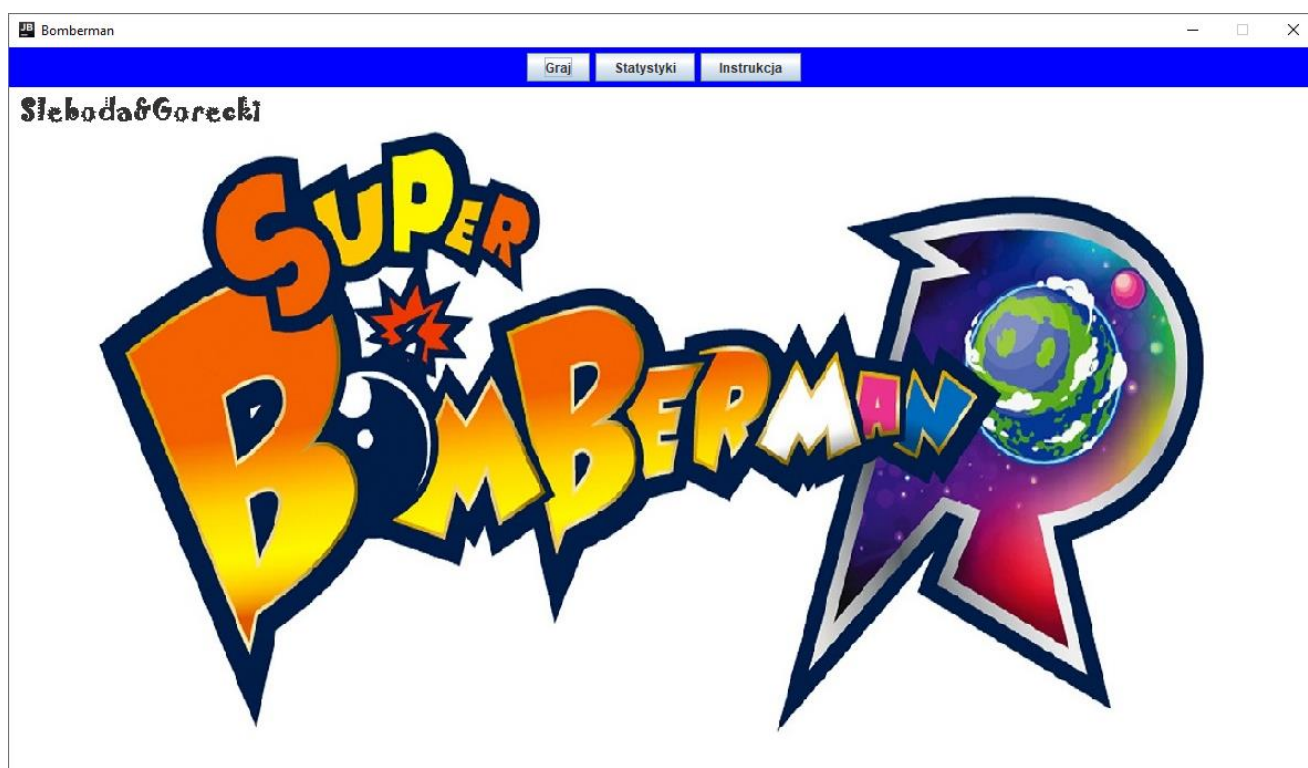 Bomberman
Graj Statystyki Instrukcja
Sleboda&Gorecki
SUPER
BOMBERMAN R